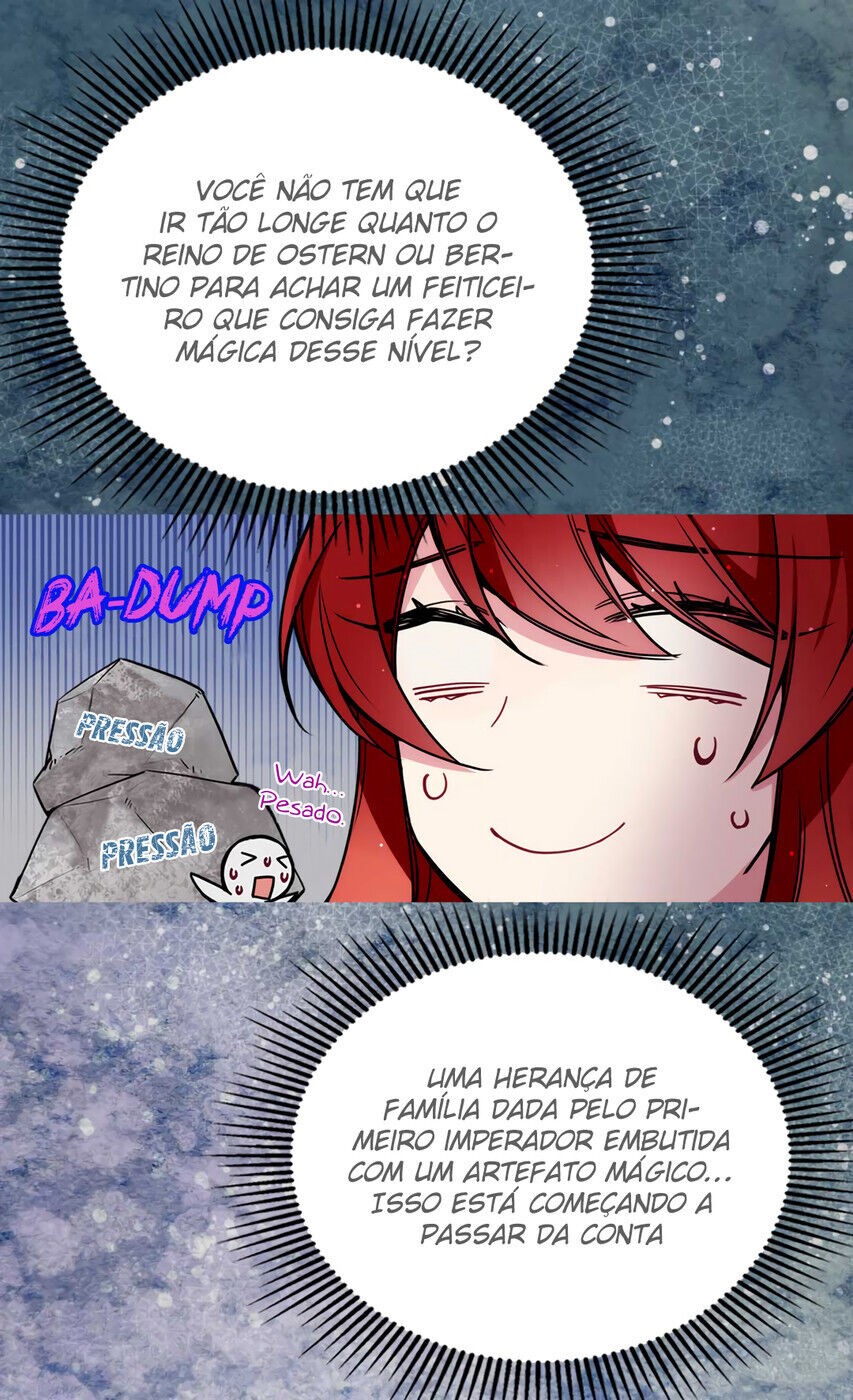 VOCÊ NÃO TEM QUE
IR TÃO LONGE QUANTO O
REINO DE OSTERN OU BER-
TINO PARA ACHAR UM FEITICEI-
RO QUE CONSIGA FAZER
MÁGICA DESSE NÍVEL?
BA-DUMP
PRESSÃO
Wah...
Pesado.
PRESSÃO
UMA HERANÇA DE
FAMÍLIA DADA PELO PRI-
MEIRO IMPERADOR EMBUTIDA
COM UM ARTEFATO MÁGICO...
ISSO ESTÁ COMEÇANDO A
PASSAR DA CONTA